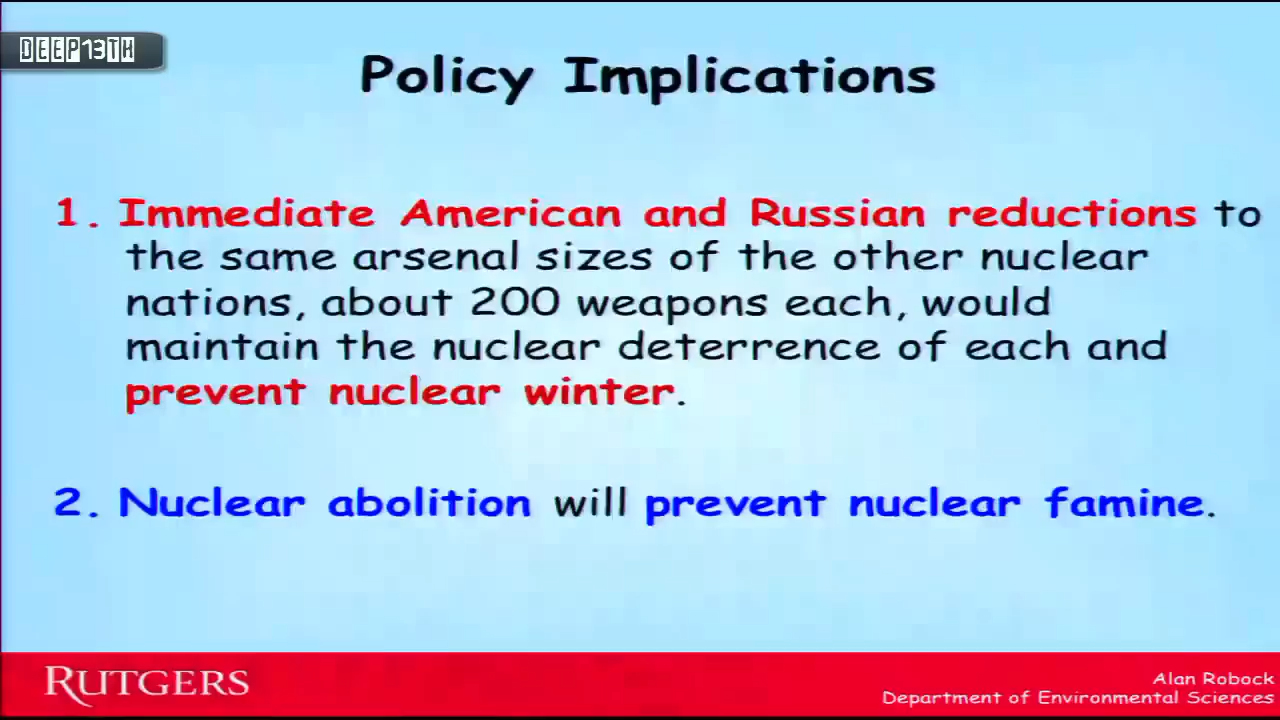 DEEP13TH
Policy Implications
1. Immediate American and Russian reductions to
the same arsenal sizes of the other nuclear
nations, about 200 weapons each, would
maintain the nuclear deterrence of each and
prevent nuclear winter.
2. Nuclear abolition will prevent nuclear famine.
RUTGERS
Alan Robock
Department of Environmental Sciences